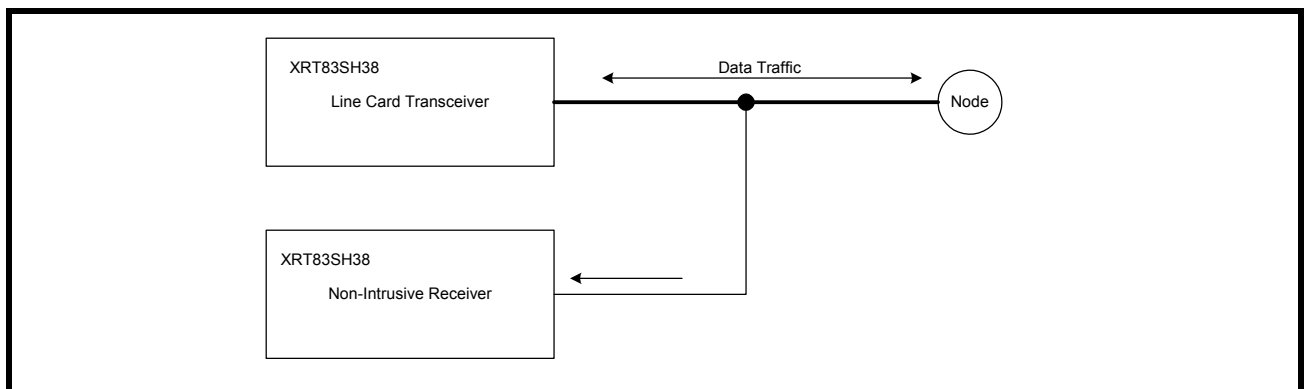 XRT83SH38
Line Card Transceiver
Data Traffic
Node
XRT83SH38
Non-Intrusive Receiver